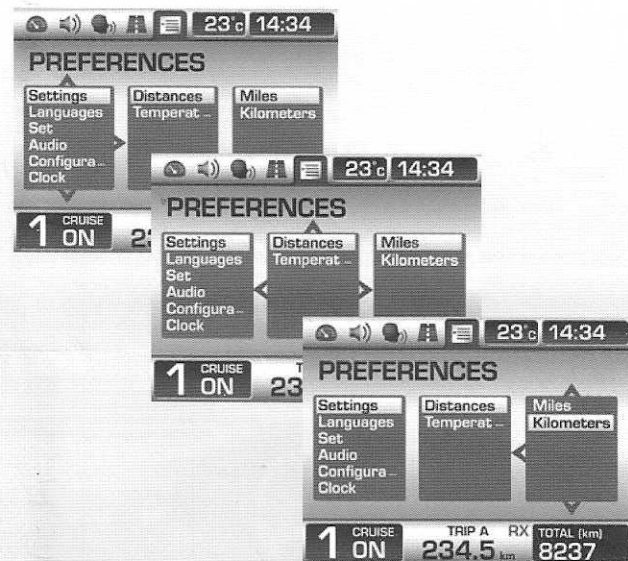 23°c 14:34
PREFERENCES
Settings Distances Miles
Languages Temperat... Kilometers
Set
Audio
Configura...
Clock
1 CRUISE ON
23°c 14:34
PREFERENCES
Settings Distances Miles
Languages Temperat... Kilometers
Set
Audio
Configura...
Clock
1 CRUISE ON 23
23°c 14:34
PREFERENCES
Settings Distances Miles
Languages Temperat... Kilometers
Set
Audio
Configura...
Clock
1 CRUISE ON TRIP A RX TOTAL (km)
234.5 km 8237